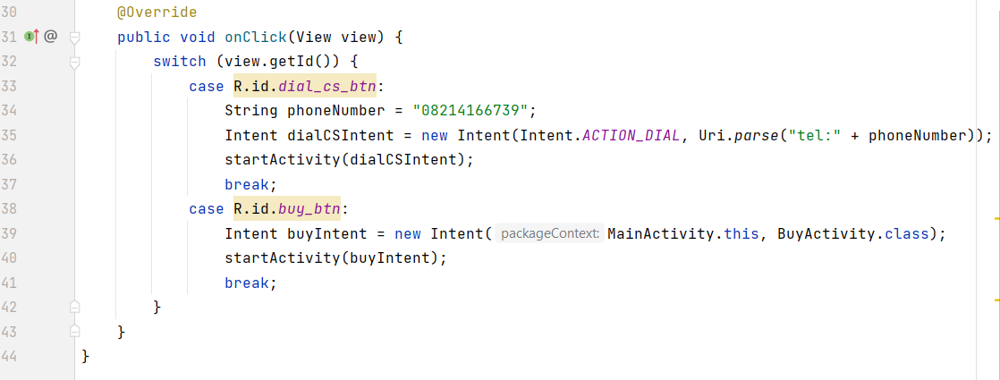 30 @Override
31 @ public void onClick(View view) {
32 switch (view.getId()) {
33 case R.id.dial_cs_btn:
34 String phoneNumber = "08214166739";
35 Intent dialCSIntent = new Intent(Intent.ACTION_DIAL, Uri.parse("tel:" + phoneNumber));
36 startActivity(dialCSIntent);
37 break;
38 case R.id.buy_btn:
39 Intent buyIntent = new Intent( packageContext: MainActivity.this, BuyActivity.class);
40 startActivity(buyIntent);
41 break;
42 }
43 }
44 }